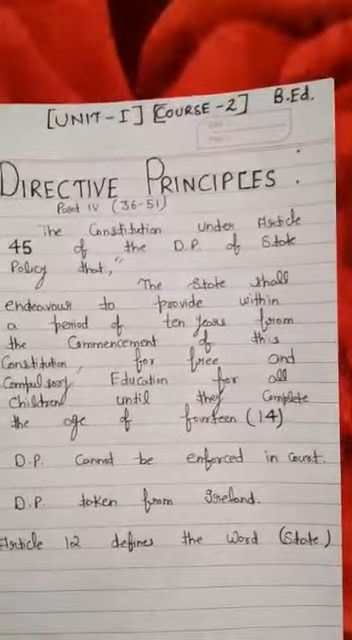 [UNIT-I] [COURSE-2] B.Ed.
DIRECTIVE PRINCIPLES.
Part IV (36-51)
The Constitution under Article
45 of the D.P. of State
Policy that,"
The State shall
endeavour to provide within
a period of ten years from
the Commencement of this
Constitution, for free and
Compulsory Education for all
Children until they Complete
the age of fourteen (14)
D.P. Cannot be enforced in Court.
D.P. taken from Ireland.
Article 12 defines the Word (State)